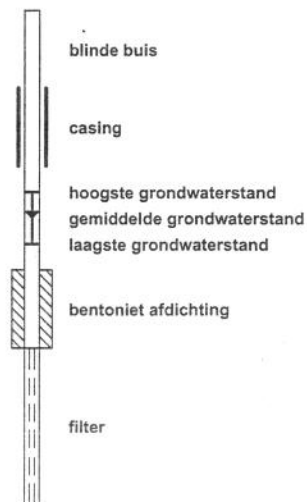 blinde buis
casing
hoogste grondwaterstand
gemiddelde grondwaterstand
laagste grondwaterstand
bentoniet afdichting
filter